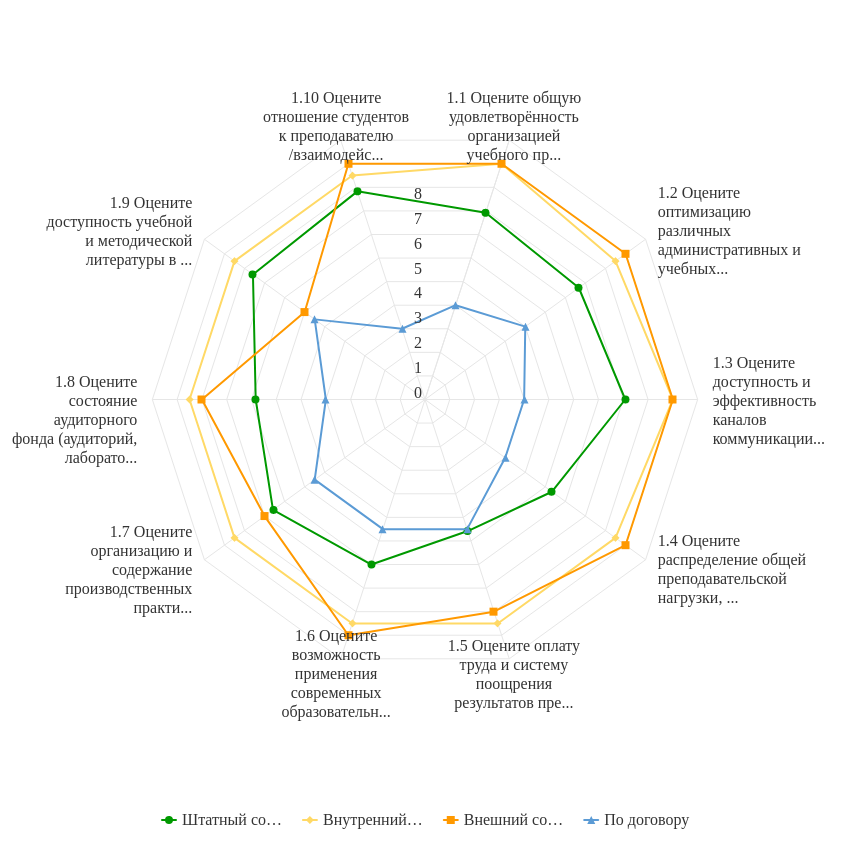 1.10 Оцените
отношение студентов
к преподавателю
/взаимодейс...
1.1 Оцените общую
удовлетворённость
организацией
учебного пр...
1.2 Оцените
оптимизацию
различных
административных и
учебных...
1.3 Оцените
доступность и
эффективность
каналов
коммуникации...
1.4 Оцените
распределение общей
преподавательской
нагрузки, ...
1.5 Оцените оплату
труда и систему
поощрения
результатов пре...
1.6 Оцените
возможность
применения
современных
образовательн...
1.7 Оцените
организацию и
содержание
производственных
практи...
1.8 Оцените
состояние
аудиторного
фонда (аудиторий,
лаборато...
1.9 Оцените
доступность учебной
и методической
литературы в ...
8
7
6
5
4
3
2
1
0
Штатный со…
Внутренний…
Внешний со…
По договору